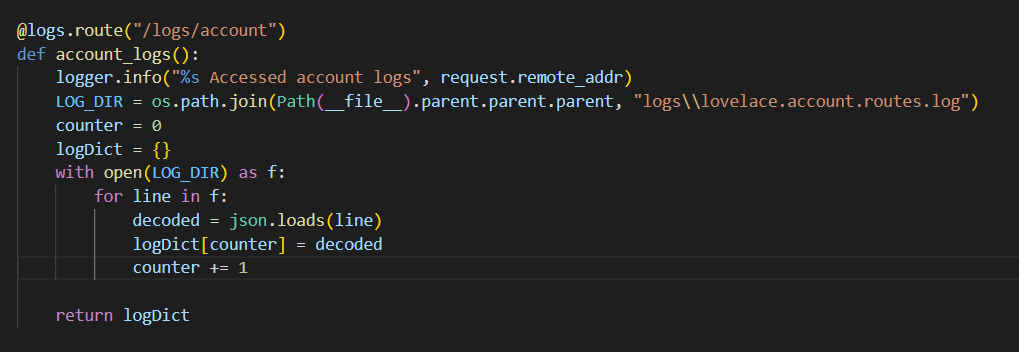 @logs.route("/logs/account")
def account_logs():
    logger.info("%s Accessed account logs", request.remote_addr)
    LOG_DIR = os.path.join(Path(__file__).parent.parent.parent, "logs\\lovelace.account.routes.log")
    counter = 0
    logDict = {}
    with open(LOG_DIR) as f:
        for line in f:
            decoded = json.loads(line)
            logDict[counter] = decoded
            counter += 1
    return logDict